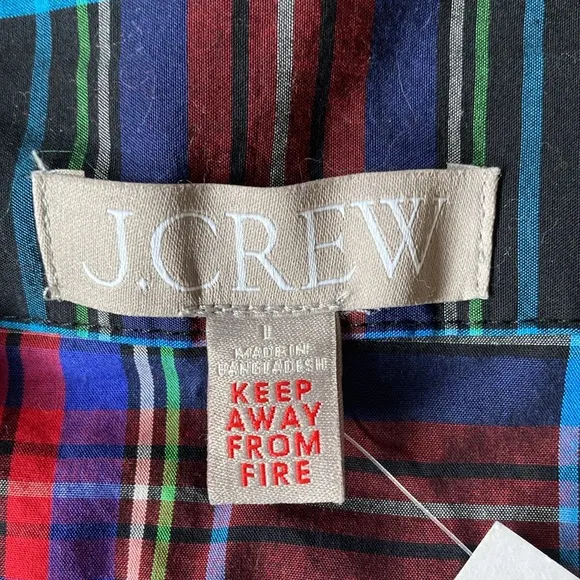 J.CREW
L
MADE IN
BANGLADESH
KEEP
AWAY
FROM
FIRE